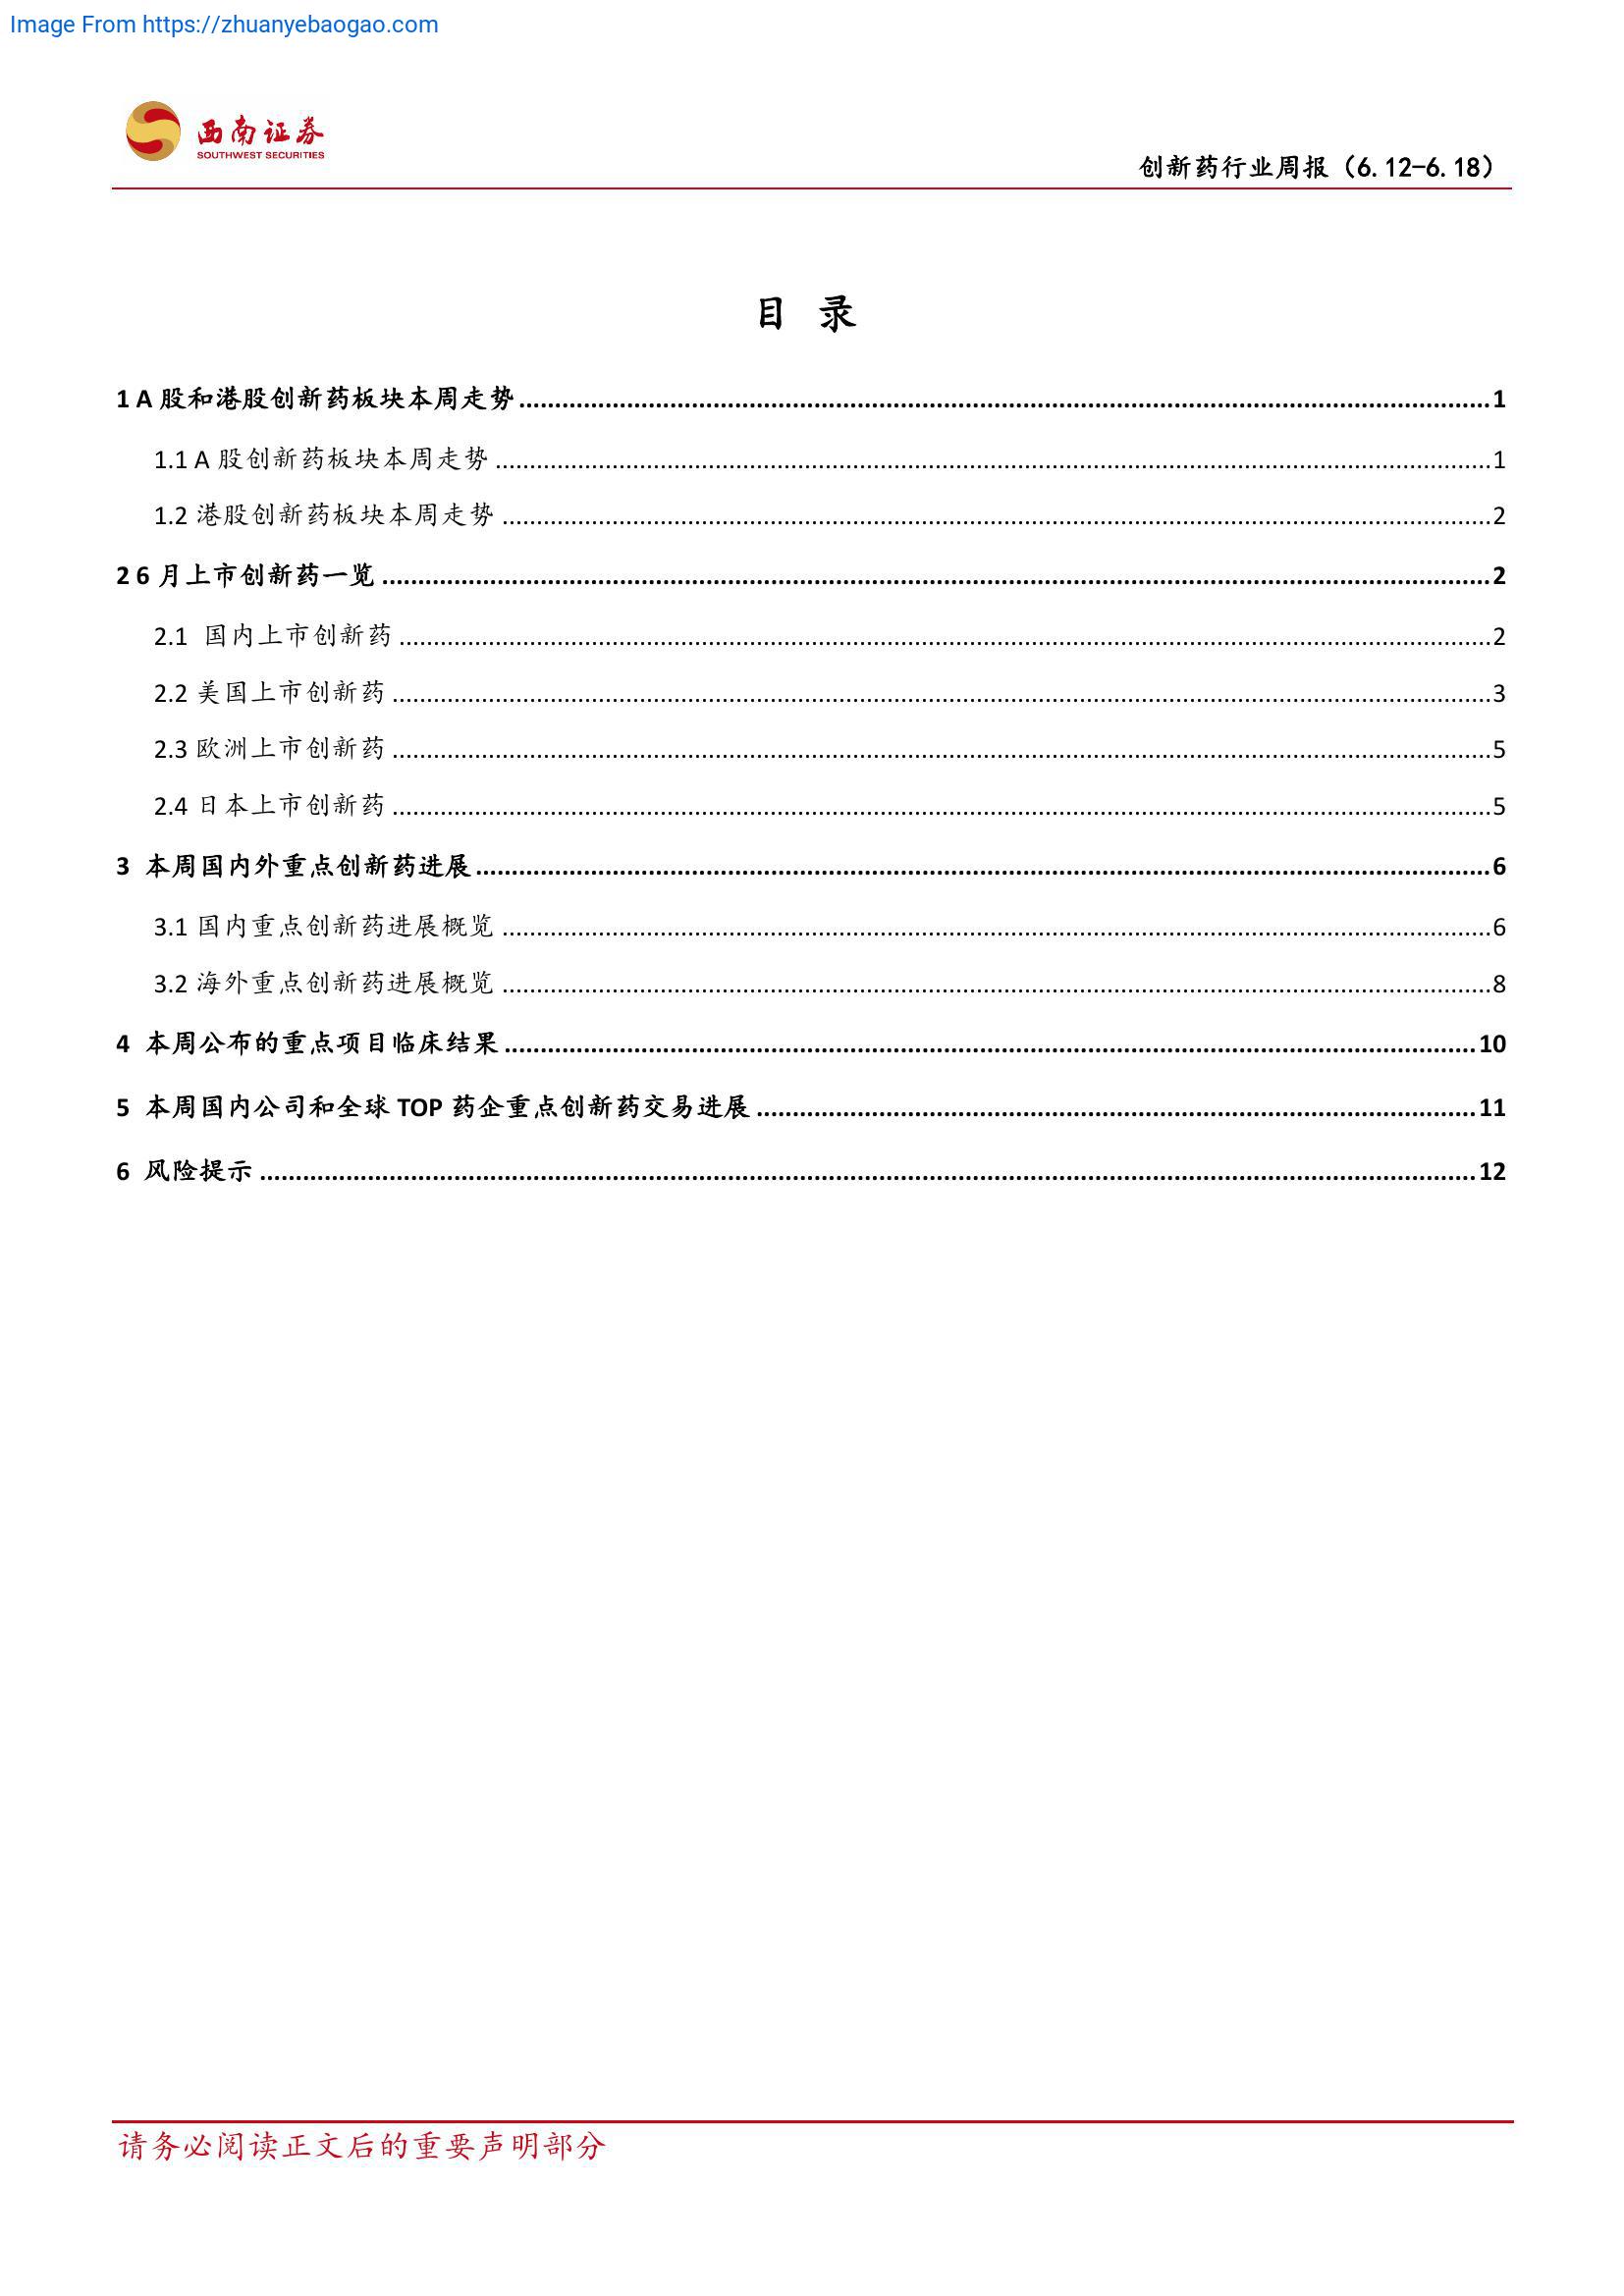 Image From https://zhuanyebaogao.com
西南证券
SOUTHWEST SECURITIES
创新药行业周报（6.12-6.18）
目 录
1 A 股和港股创新药板块本周走势 1
1.1 A 股创新药板块本周走势 1
1.2 港股创新药板块本周走势 2
2 6 月上市创新药一览 2
2.1 国内上市创新药 2
2.2 美国上市创新药 3
2.3 欧洲上市创新药 5
2.4 日本上市创新药 5
3 本周国内外重点创新药进展 6
3.1 国内重点创新药进展概览 6
3.2 海外重点创新药进展概览 8
4 本周公布的重点项目临床结果 10
5 本周国内公司和全球 TOP 药企重点创新药交易进展 11
6 风险提示 12
请务必阅读正文后的重要声明部分